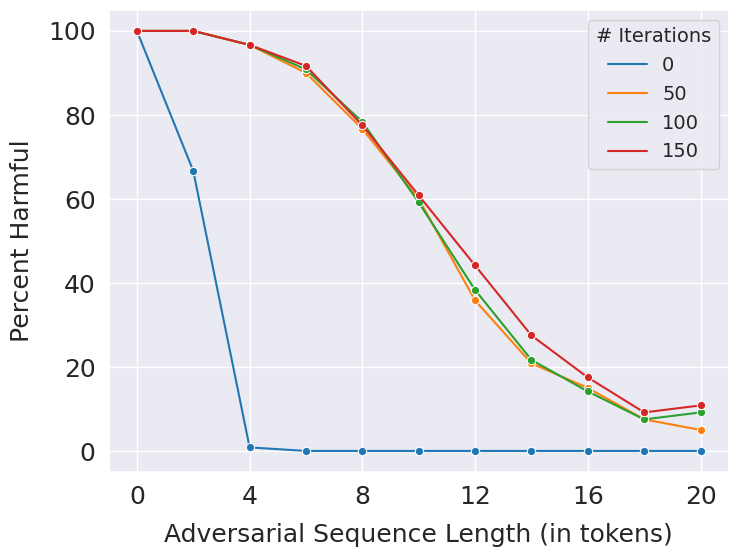 # Iterations
0
50
100
150
100
80
60
40
20
0
Percent Harmful
0 4 8 12 16 20
Adversarial Sequence Length (in tokens)